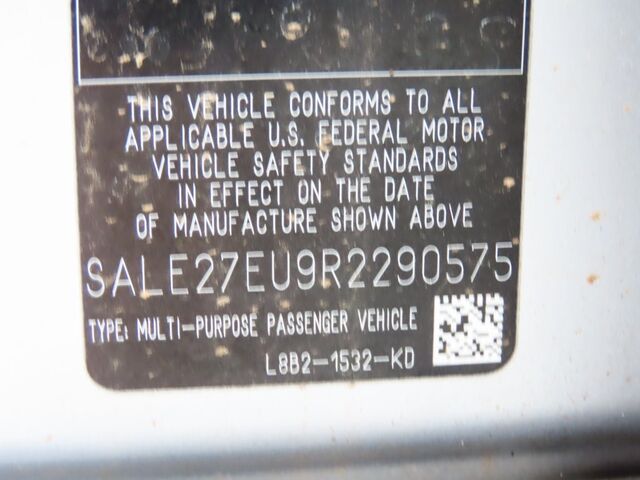 THIS VEHICLE CONFORMS TO ALL
APPLICABLE U.S. FEDERAL MOTOR
VEHICLE SAFETY STANDARDS
IN EFFECT ON THE DATE
OF MANUFACTURE SHOWN ABOVE
SALE27EU9R2290575
TYPE: MULTI-PURPOSE PASSENGER VEHICLE
L8B2-1532-KD